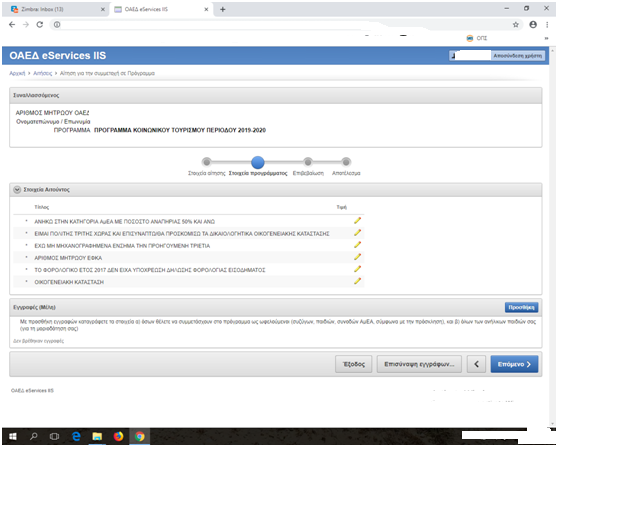 Zimbra: Inbox (13)
ΟΑΕΔ eServices IIS
ΟΠΣ
»
ΟΑΕΔ eServices IIS
Αποσύνδεση χρήστη
Αρχική > Αιτήσεις > Αίτηση για την συμμετοχή σε Πρόγραμμα
Συναλλασσόμενος
ΑΡΙΘΜΟΣ ΜΗΤΡΩΟΥ ΟΑΕΔ
Ονοματεπώνυμο / Επωνυμία
ΠΡΟΓΡΑΜΜΑ ΠΡΟΓΡΑΜΜΑ ΚΟΙΝΩΝΙΚΟΥ ΤΟΥΡΙΣΜΟΥ ΠΕΡΙΟΔΟΥ 2019-2020
Στοιχεία αίτησης Στοιχεία προγράμματος Επιβεβαίωση Αποτέλεσμα
Στοιχεία Αιτούντος
Τίτλος Τιμή
* ΑΝΗΚΩ ΣΤΗΝ ΚΑΤΗΓΟΡΙΑ ΑμΕΑ ΜΕ ΠΟΣΟΣΤΟ ΑΝΑΠΗΡΙΑΣ 50% ΚΑΙ ΑΝΩ
* ΕΙΜΑΙ ΠΟΛΙΤΗΣ ΤΡΙΤΗΣ ΧΩΡΑΣ ΚΑΙ ΕΠΙΣΥΝΑΠΤΩ/ΘΑ ΠΡΟΣΚΟΜΙΣΩ ΤΑ ΔΙΚΑΙΟΛΟΓΗΤΙΚΑ ΟΙΚΟΓΕΝΕΙΑΚΗΣ ΚΑΤΑΣΤΑΣΗΣ
* ΕΧΩ ΜΗ ΜΗΧΑΝΟΓΡΑΦΗΜΕΝΑ ΕΝΣΗΜΑ ΤΗΝ ΠΡΟΗΓΟΥΜΕΝΗ ΤΡΙΕΤΙΑ
* ΑΡΙΘΜΟΣ ΜΗΤΡΩΟΥ ΕΦΚΑ
* ΤΟ ΦΟΡΟΛΟΓΙΚΟ ΕΤΟΣ 2017 ΔΕΝ ΕΙΧΑ ΥΠΟΧΡΕΩΣΗ ΔΗΛΩΣΗΣ ΦΟΡΟΛΟΓΙΑΣ ΕΙΣΟΔΗΜΑΤΟΣ
* ΟΙΚΟΓΕΝΕΙΑΚΗ ΚΑΤΑΣΤΑΣΗ
Εγγραφές (Μέλη) Προσθήκη
Με προσθήκη εγγραφών καταγράφετε τα στοιχεία α) όσων θέλετε να συμμετάσχουν στο πρόγραμμα ως ωφελούμενοι (συζύγων, παιδιών, συνοδών ΑμΕΑ, σύμφωνα με την πρόσκληση), και β) όλων των ανήλικων παιδιών σας
(για τη μοριοδότηση σας)
Δεν βρέθηκαν εγγραφές
Έξοδος Επισύναψη εγγράφων... Επόμενο
ΟΑΕΔ eServices IIS